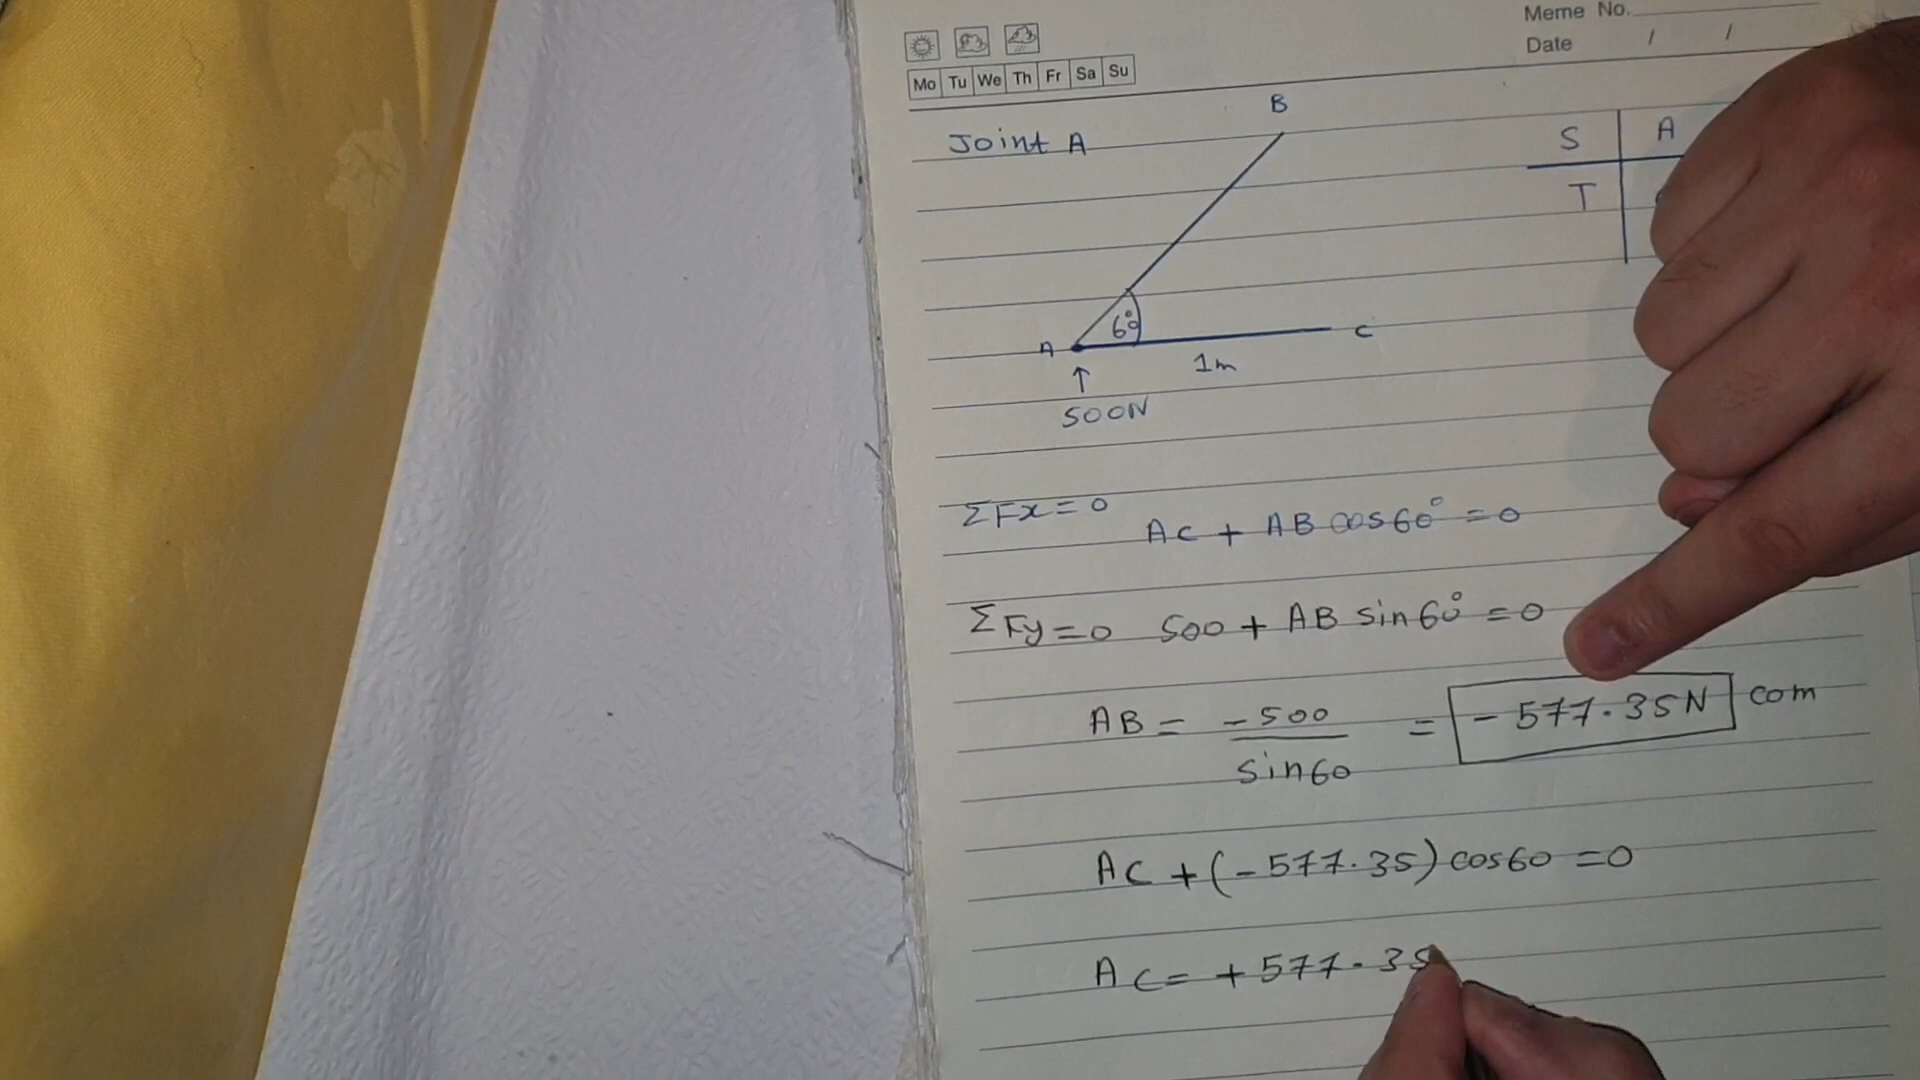 Meme No.
Date / /
Mo Tu We Th Fr Sa Su
Joint A
B
S A
T
60°
A
C
1m
↑
500N
ΣFx=0 AC + AB cos60° = 0
ΣFy=0 500 + AB sin60° = 0
AB = -500 / sin60 = -577.35N com
AC + (-577.35) cos60 = 0
AC = +577.35